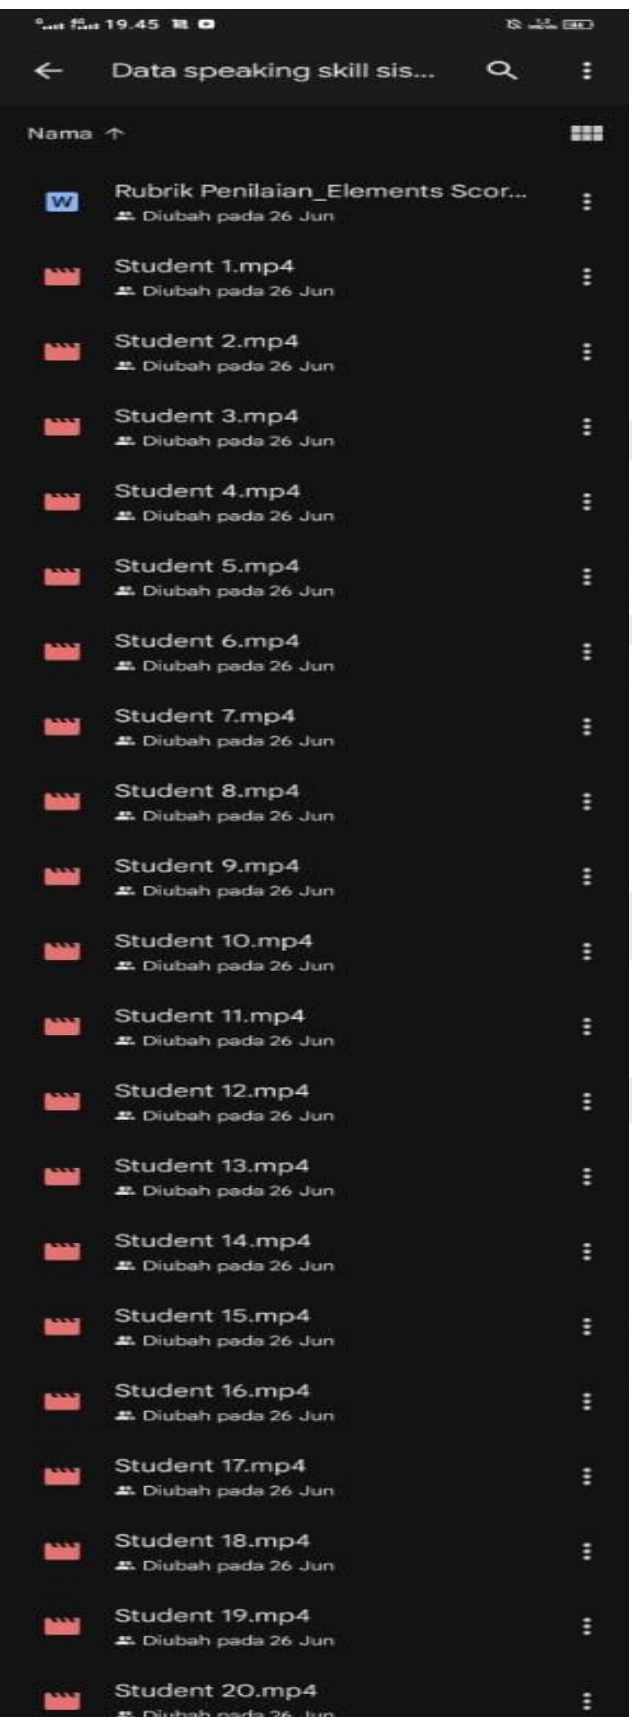 19.45
Data speaking skill sis...
Nama ↑
Rubrik Penilaian_Elements Scor...
Diubah pada 26 Jun
Student 1.mp4
Diubah pada 26 Jun
Student 2.mp4
Diubah pada 26 Jun
Student 3.mp4
Diubah pada 26 Jun
Student 4.mp4
Diubah pada 26 Jun
Student 5.mp4
Diubah pada 26 Jun
Student 6.mp4
Diubah pada 26 Jun
Student 7.mp4
Diubah pada 26 Jun
Student 8.mp4
Diubah pada 26 Jun
Student 9.mp4
Diubah pada 26 Jun
Student 10.mp4
Diubah pada 26 Jun
Student 11.mp4
Diubah pada 26 Jun
Student 12.mp4
Diubah pada 26 Jun
Student 13.mp4
Diubah pada 26 Jun
Student 14.mp4
Diubah pada 26 Jun
Student 15.mp4
Diubah pada 26 Jun
Student 16.mp4
Diubah pada 26 Jun
Student 17.mp4
Diubah pada 26 Jun
Student 18.mp4
Diubah pada 26 Jun
Student 19.mp4
Diubah pada 26 Jun
Student 20.mp4
Diubah pada 26 Jun